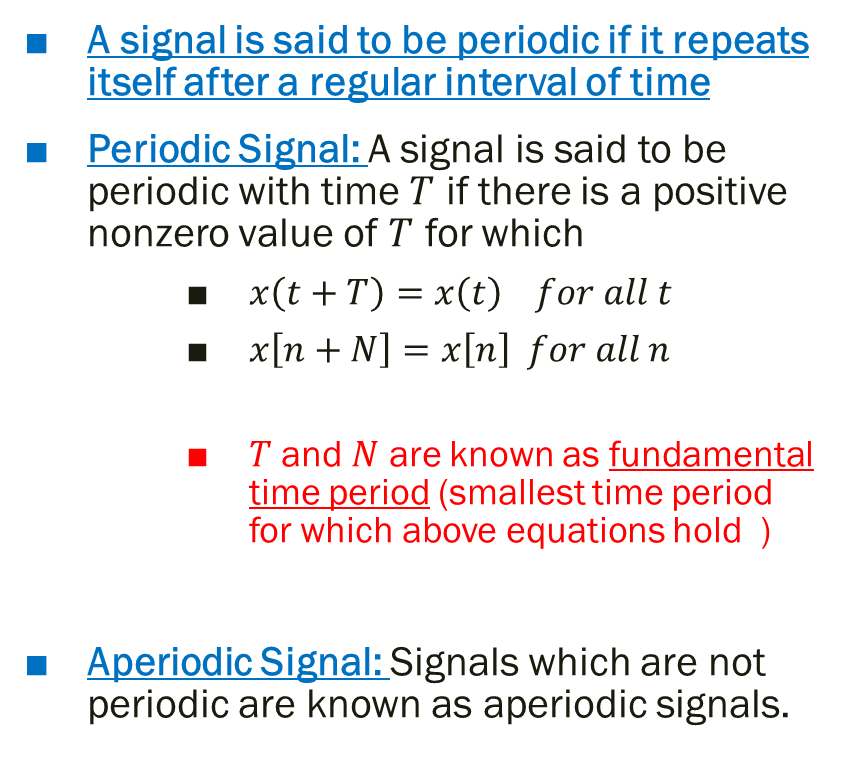 ■ A signal is said to be periodic if it repeats
itself after a regular interval of time
■ Periodic Signal: A signal is said to be
periodic with time T if there is a positive
nonzero value of T for which
■ x(t + T) = x(t) for all t
■ x[n + N] = x[n] for all n
■ T and N are known as fundamental
time period (smallest time period
for which above equations hold )
■ Aperiodic Signal: Signals which are not
periodic are known as aperiodic signals.